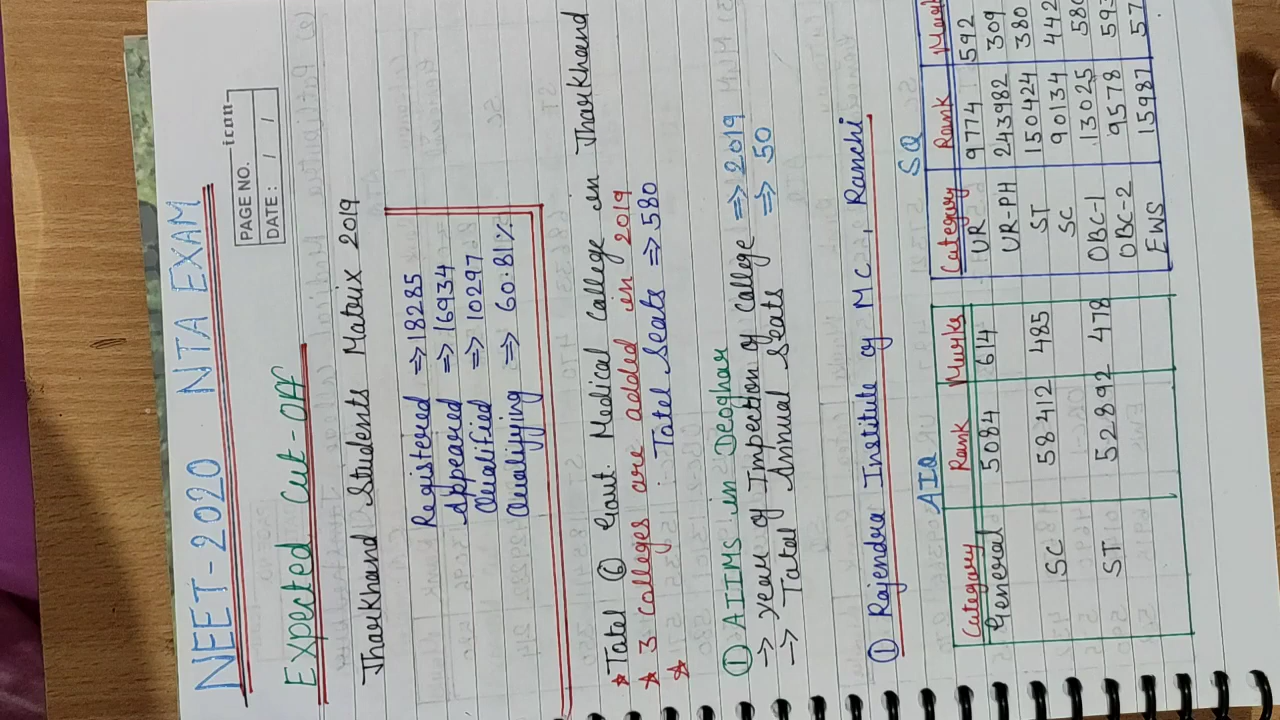 NEET-2020 NTA EXAM
PAGE NO.
DATE: / /
icon
Expected Cut-Off
Jharkhand Students Matrix 2019
Registered ⇒ 18285
Appeared ⇒ 16934
Qualified ⇒ 10297
Qualifying ⇒ 60.81%
★ Total ⑥ Govt. Medical College in Jharkhand
★ 3 Colleges are added in 2019
★ Total Seats ⇒ 580
① AIIMS in Deoghar
→ Year of Impection of College ⇒ 2019
→ Total Annual Seats ⇒ 50
① Rajendra Institute of M.C, Ranchi
AIQ
Category Rank Marks
General 5084 614
SC 58412 485
ST 52892 478
SQ
Category Rank
UR 9774 592
UR-PH 243982 309
ST 150424 380
SC 90134 442
OBC-1 13025
OBC-2 9578
EWS 15987